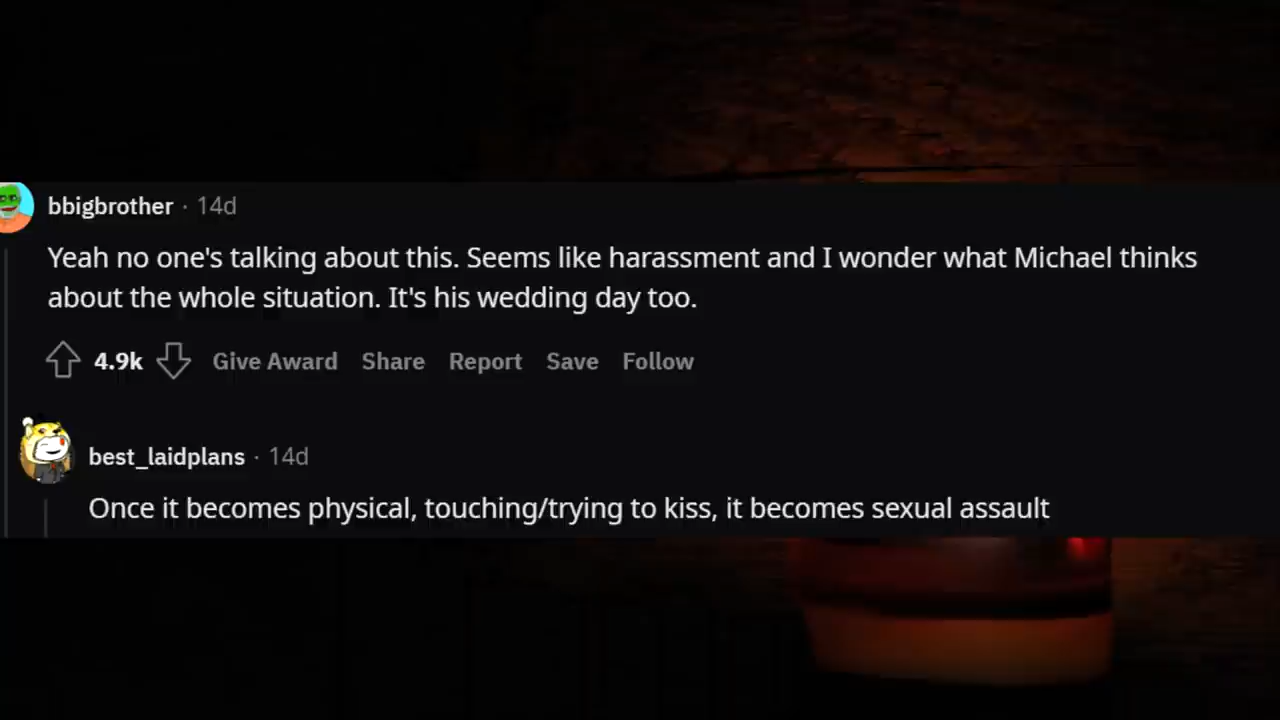 bbigbrother · 14d
Yeah no one's talking about this. Seems like harassment and I wonder what Michael thinks
about the whole situation. It's his wedding day too.
4.9k Give Award Share Report Save Follow
best_laidplans · 14d
Once it becomes physical, touching/trying to kiss, it becomes sexual assault